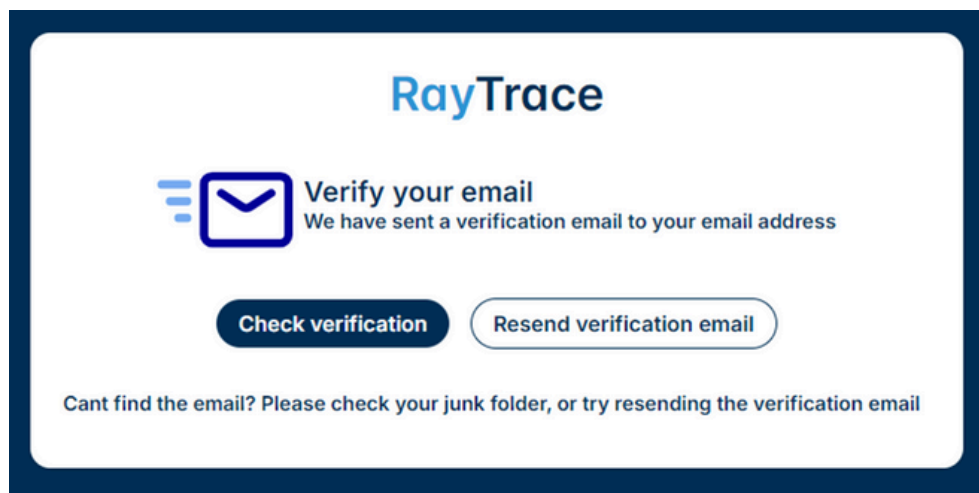 RayTrace
Verify your email
We have sent a verification email to your email address
Check verification
Resend verification email
Cant find the email? Please check your junk folder, or try resending the verification email